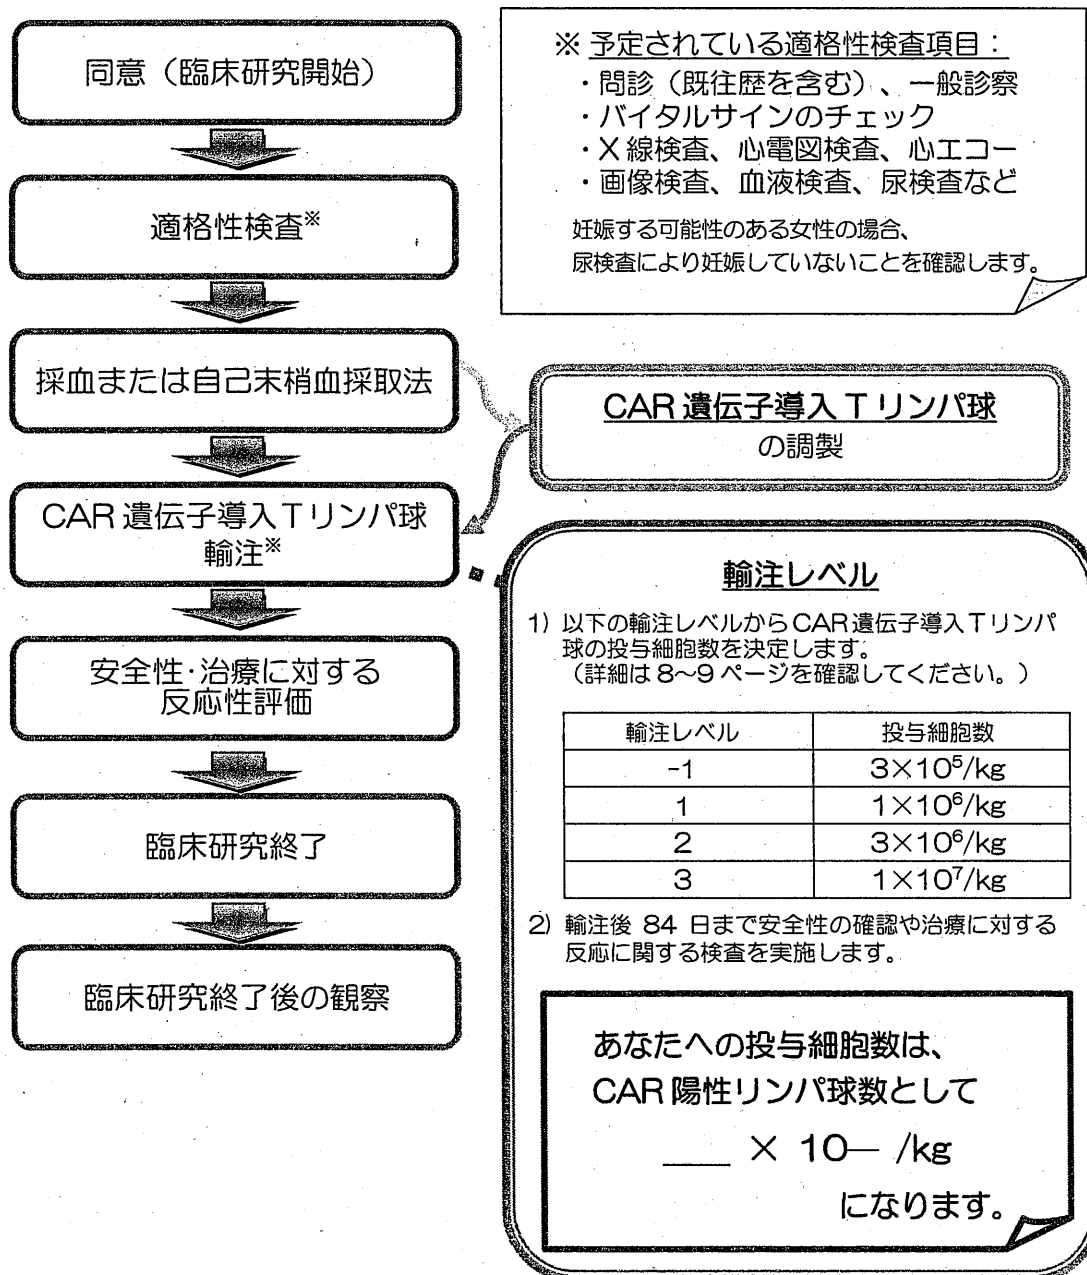 同意（臨床研究開始）
適格性検査※
採血または自己末梢血採取法
CAR 遺伝子導入Tリンパ球
輸注※
安全性・治療に対する
反応性評価
臨床研究終了
臨床研究終了後の観察
※ 予定されている適格性検査項目：
・問診（既往歴を含む）、一般診察
・バイタルサインのチェック
・X 線検査、心電図検査、心エコー
・画像検査、血液検査、尿検査など
妊娠する可能性のある女性の場合、
尿検査により妊娠していないことを確認します。
CAR 遺伝子導入 T リンパ球
の調製
輸注レベル
1) 以下の輸注レベルからCAR遺伝子導入Tリンパ
球の投与細胞数を決定します。
（詳細は 8〜9 ページを確認してください。）
輸注レベル 投与細胞数
-1 3×10⁵/kg
1 1×10⁶/kg
2 3×10⁶/kg
3 1×10⁷/kg
2) 輸注後 84 日まで安全性の確認や治療に対する
反応に関する検査を実施します。
あなたへの投与細胞数は、
CAR 陽性リンパ球数として
___ × 10— /kg
になります。